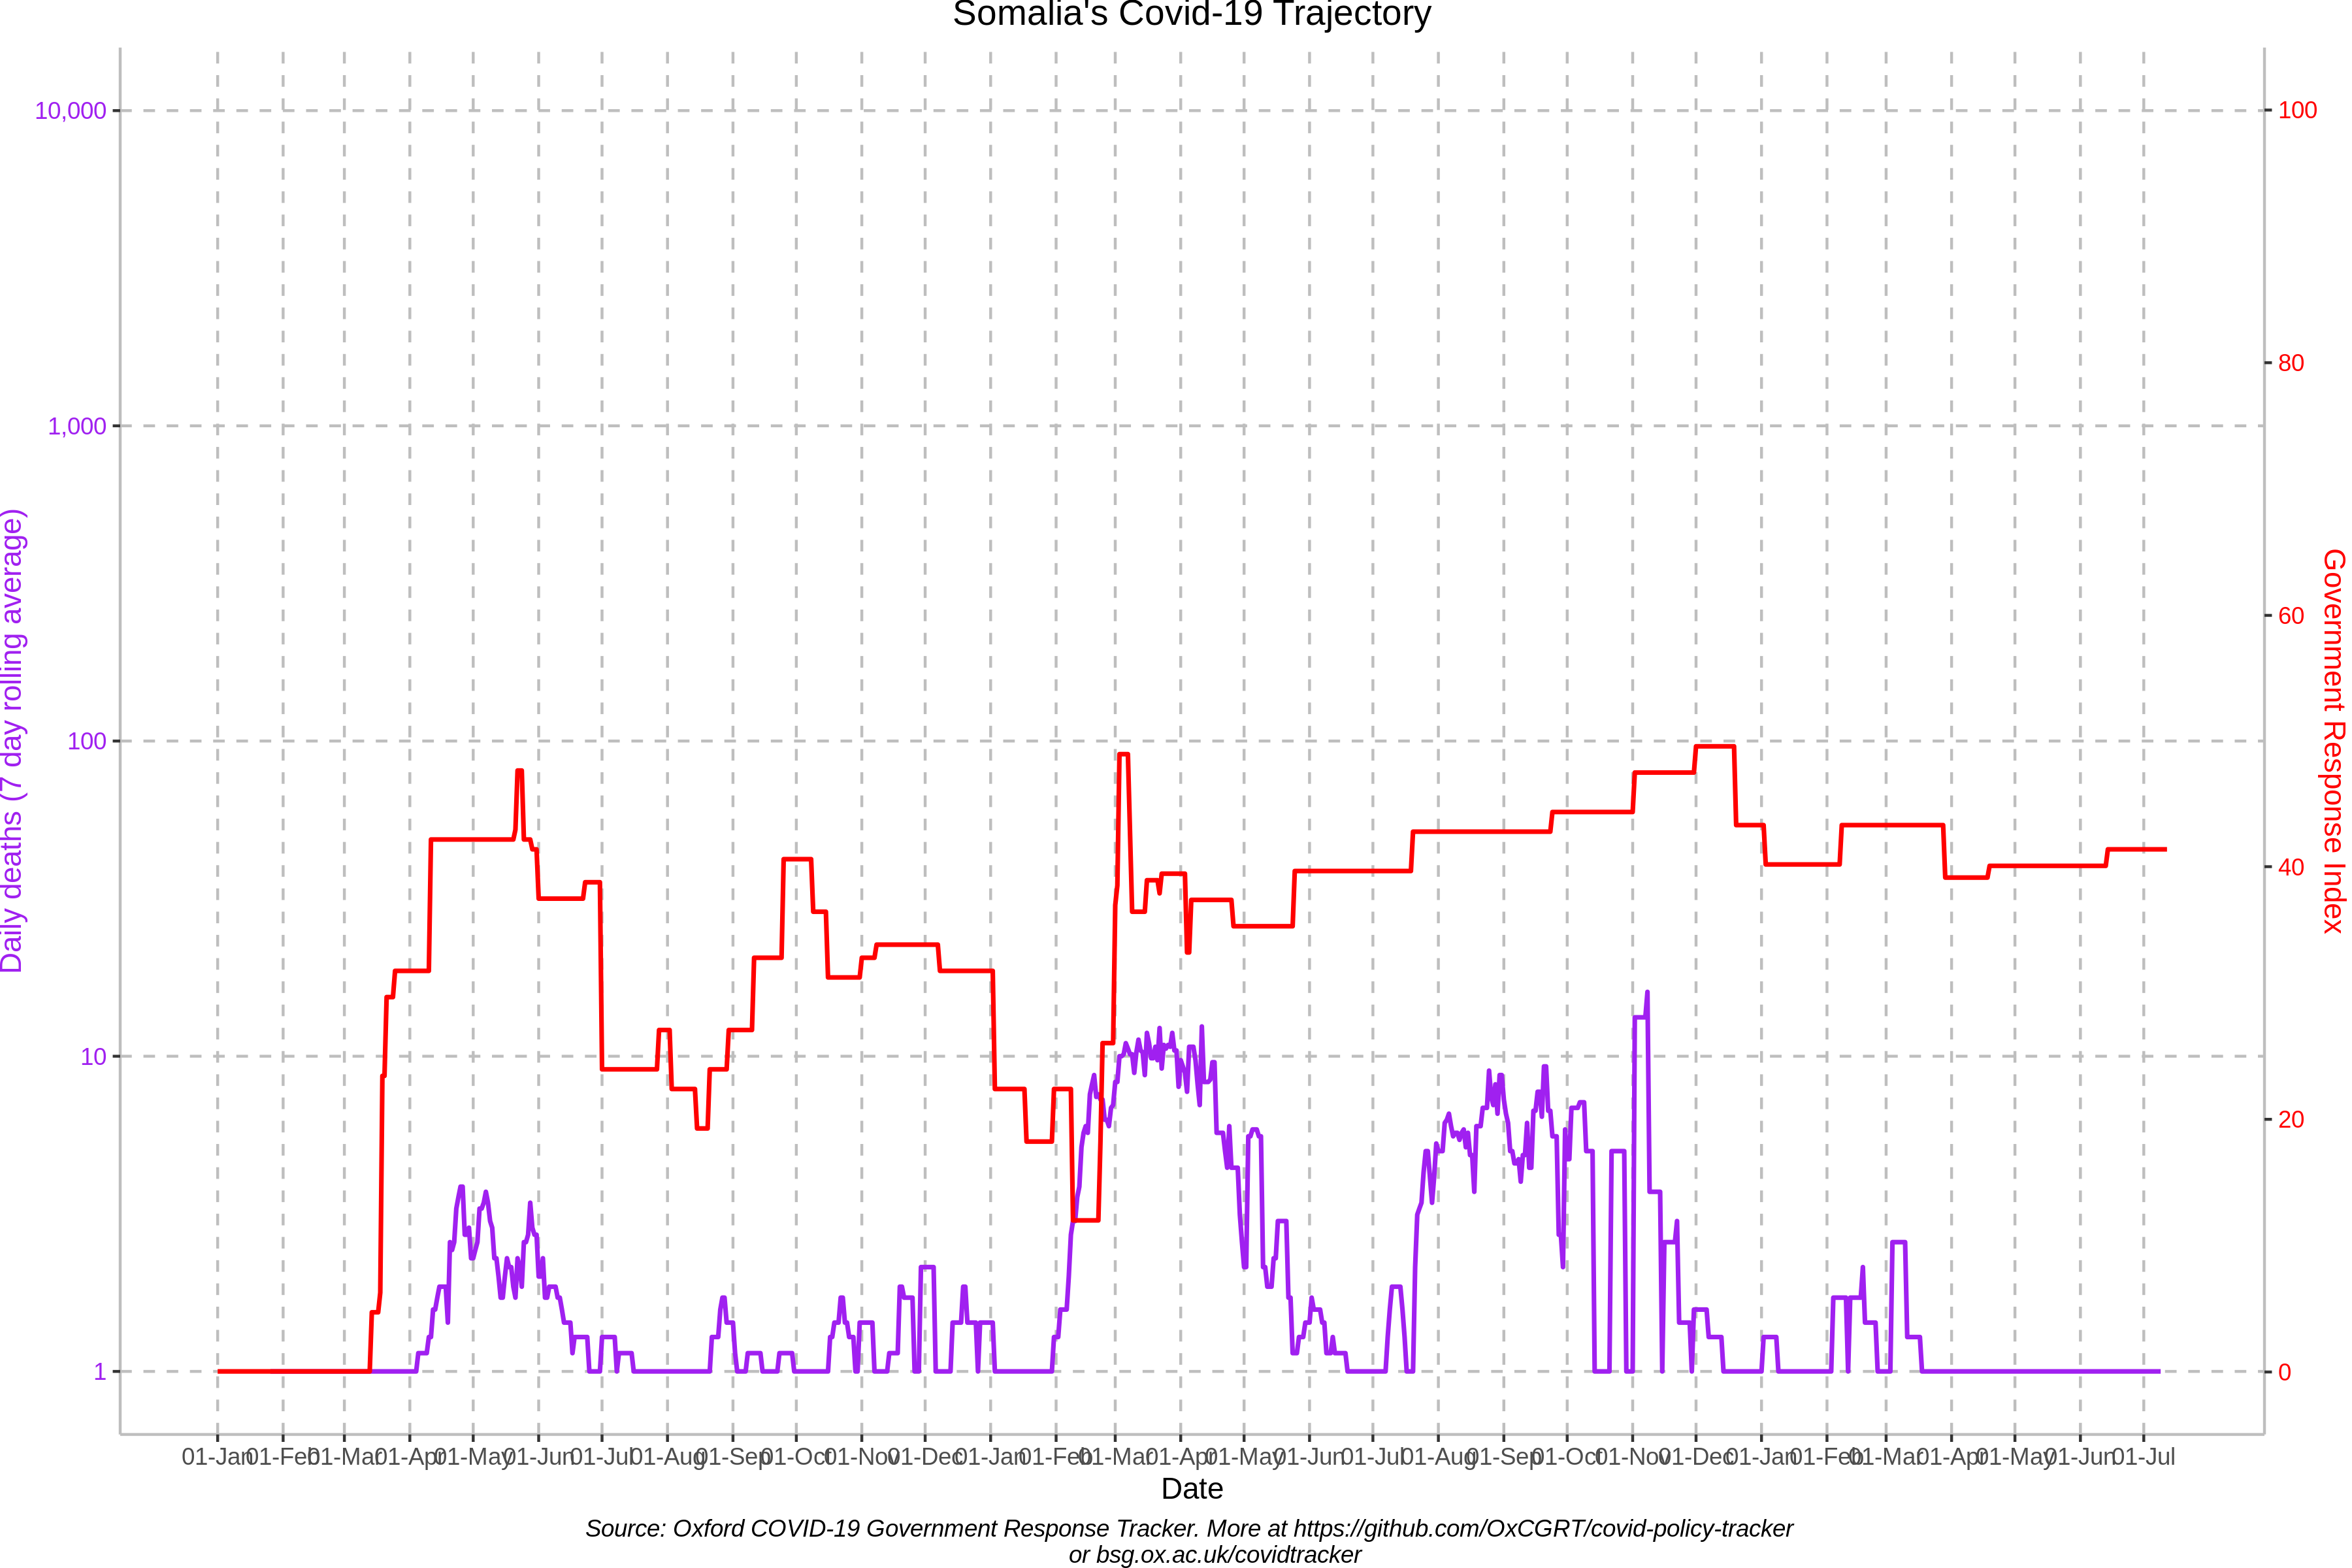 Somalia's Covid-19 Trajectory
10,000
1,000
100
10
1
Daily deaths (7 day rolling average)
100
80
60
40
20
0
Government Response Index
01-Jan 01-Feb 01-Mar 01-Apr 01-May 01-Jun 01-Jul 01-Aug 01-Sep 01-Oct 01-Nov 01-Dec 01-Jan 01-Feb 01-Mar 01-Apr 01-May 01-Jun 01-Jul 01-Aug 01-Sep 01-Oct 01-Nov 01-Dec 01-Jan 01-Feb 01-Mar 01-Apr 01-May 01-Jun 01-Jul
Date
Source: Oxford COVID-19 Government Response Tracker. More at https://github.com/OxCGRT/covid-policy-tracker
or bsg.ox.ac.uk/covidtracker